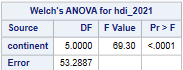 Welch's ANOVA for hdi_2021
Source DF F Value Pr > F
continent 5.0000 69.30 <.0001
Error 53.2887